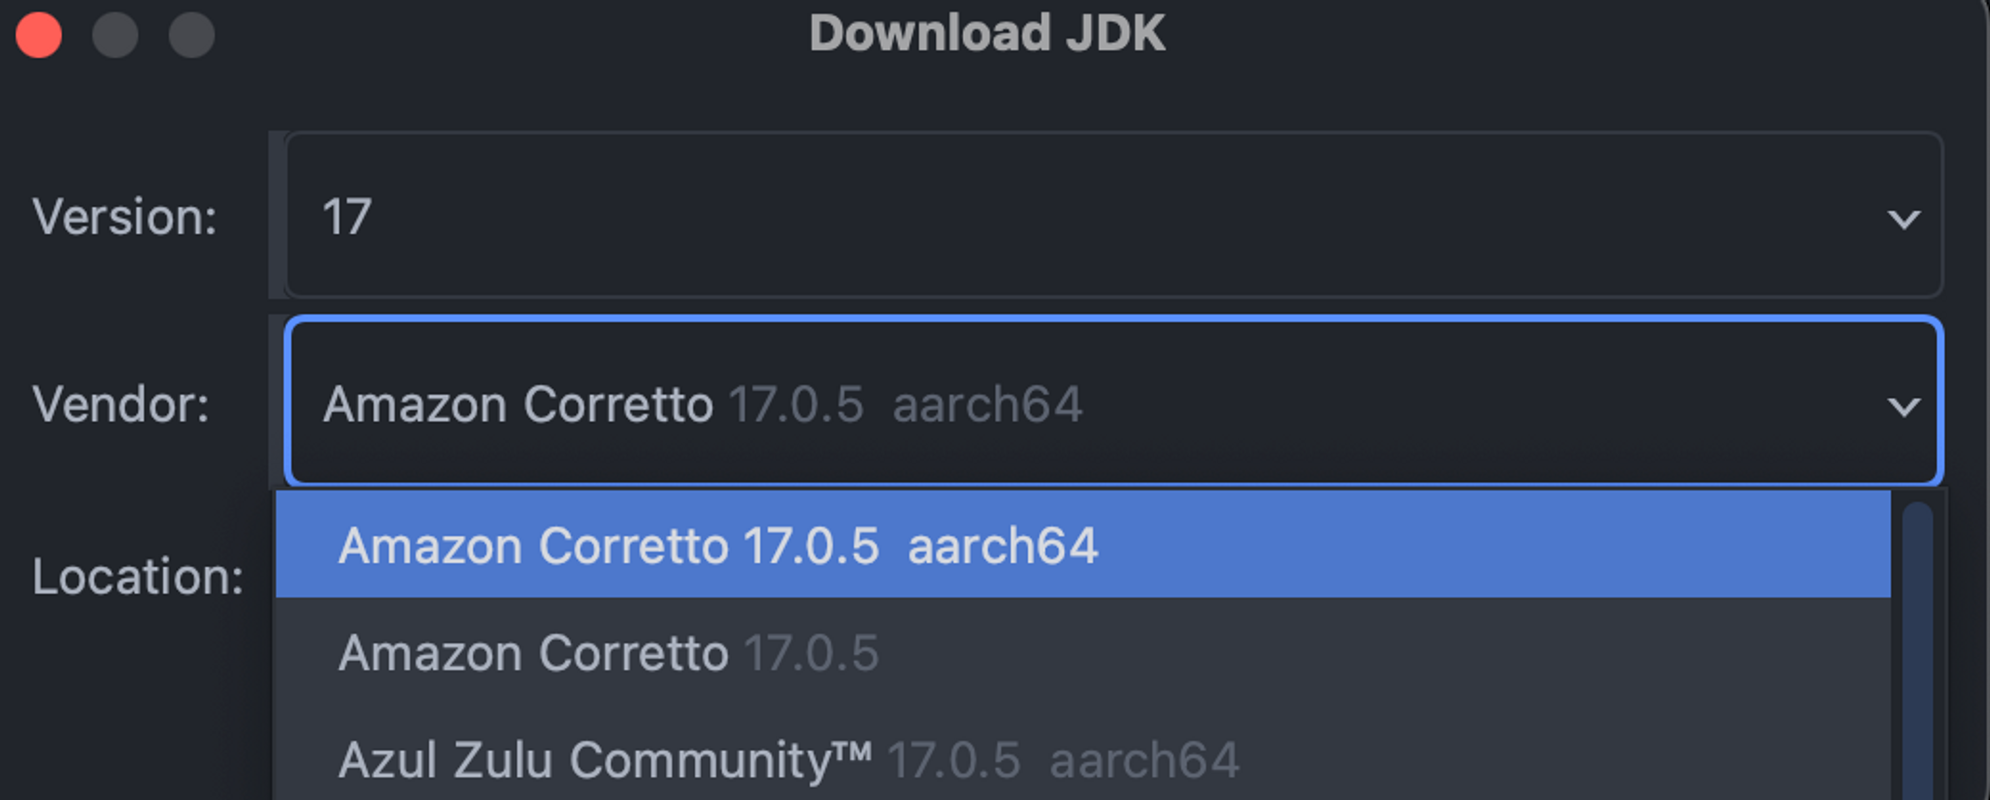 Download JDK
Version: 17
Vendor: Amazon Corretto 17.0.5 aarch64
Amazon Corretto 17.0.5 aarch64
Location:
Amazon Corretto 17.0.5
Azul Zulu Community™ 17.0.5 aarch64